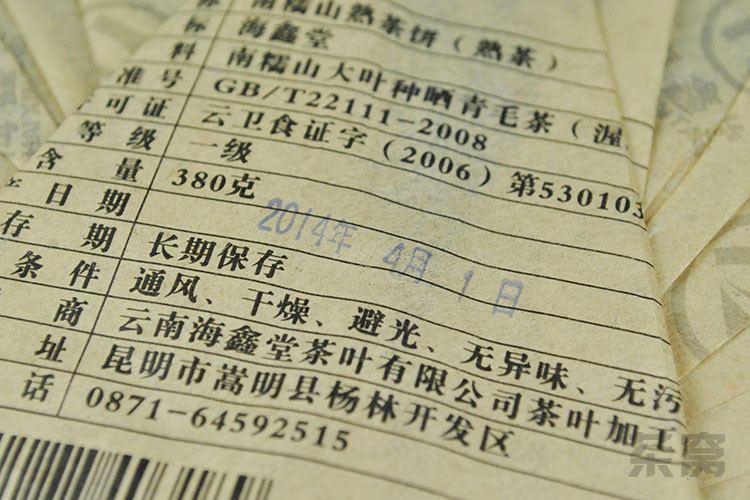 南糯山熟茶饼（熟茶）
标 海鑫堂
料 南糯山大叶种晒青毛茶（渥
准号 GB/T22111-2008
可证 云卫食证字（2006）第530103
等级 一级
含量 380克
日期 2014年 4月 1日
存期 长期保存
条件 通风、干燥、避光、无异味、无污
商 云南海鑫堂茶叶有限公司茶叶加工
址 昆明市嵩明县杨林开发区
话 0871-64592515
茶窝